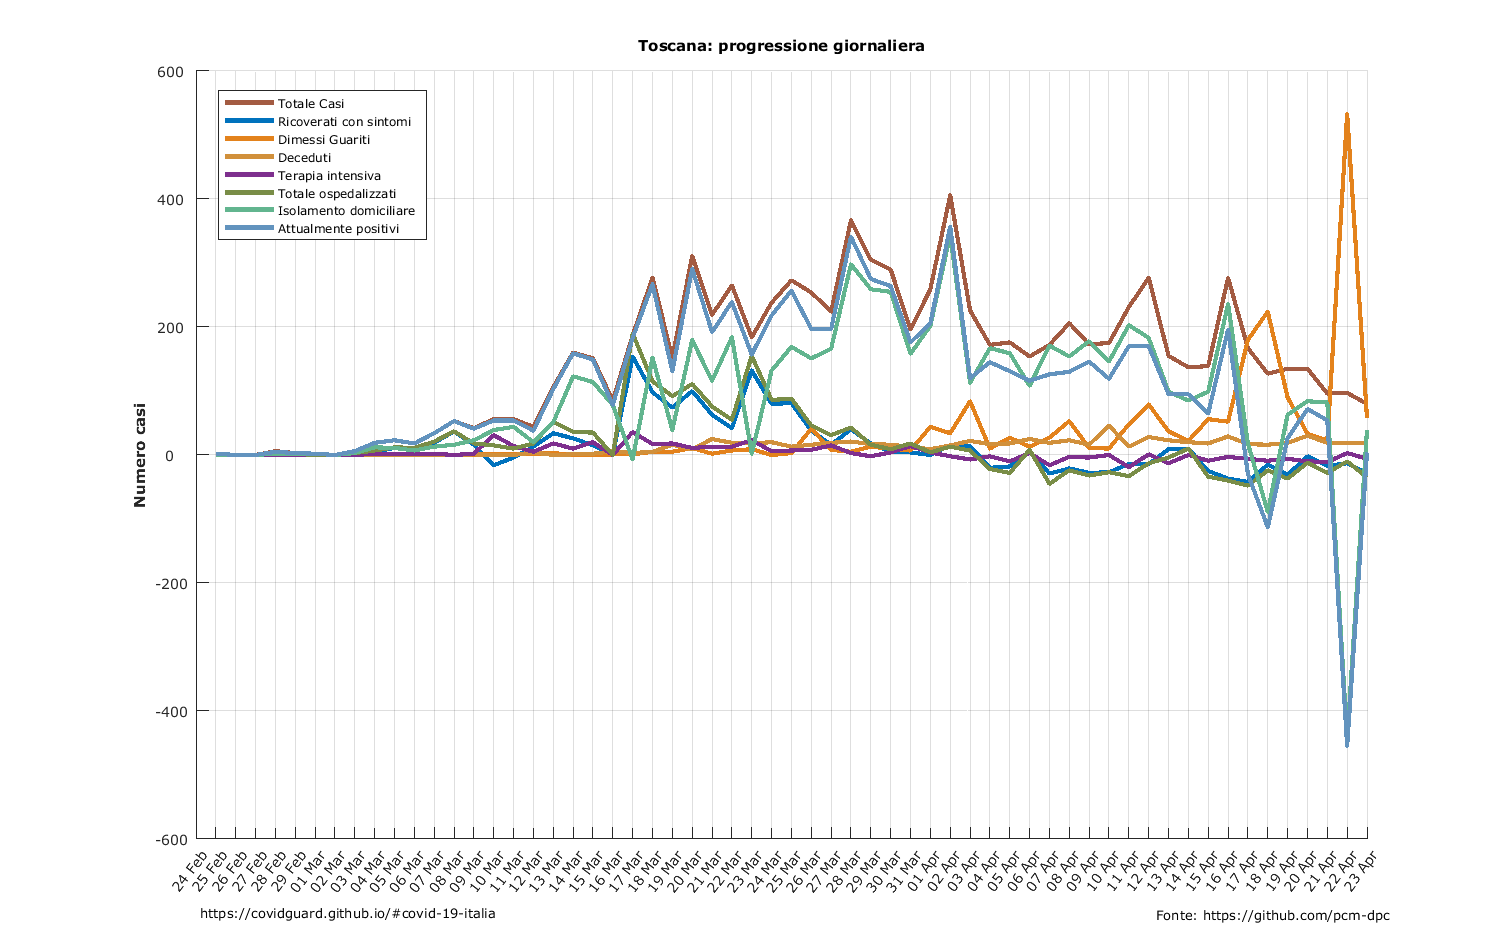 Toscana: progressione giornaliera
600
400
200
0
-200
-400
-600
Numero casi
Totale Casi
Ricoverati con sintomi
Dimessi Guariti
Deceduti
Terapia intensiva
Totale ospedalizzati
Isolamento domiciliare
Attualmente positivi
24 Feb
25 Feb
26 Feb
27 Feb
28 Feb
29 Feb
01 Mar
02 Mar
03 Mar
04 Mar
05 Mar
06 Mar
07 Mar
08 Mar
09 Mar
10 Mar
11 Mar
12 Mar
13 Mar
14 Mar
15 Mar
16 Mar
17 Mar
18 Mar
19 Mar
20 Mar
21 Mar
22 Mar
23 Mar
24 Mar
25 Mar
26 Mar
27 Mar
28 Mar
29 Mar
30 Mar
31 Mar
01 Apr
02 Apr
03 Apr
04 Apr
05 Apr
06 Apr
07 Apr
08 Apr
09 Apr
10 Apr
11 Apr
12 Apr
13 Apr
14 Apr
15 Apr
16 Apr
17 Apr
18 Apr
19 Apr
20 Apr
21 Apr
22 Apr
23 Apr
https://covidguard.github.io/#covid-19-italia
Fonte: https://github.com/pcm-dpc